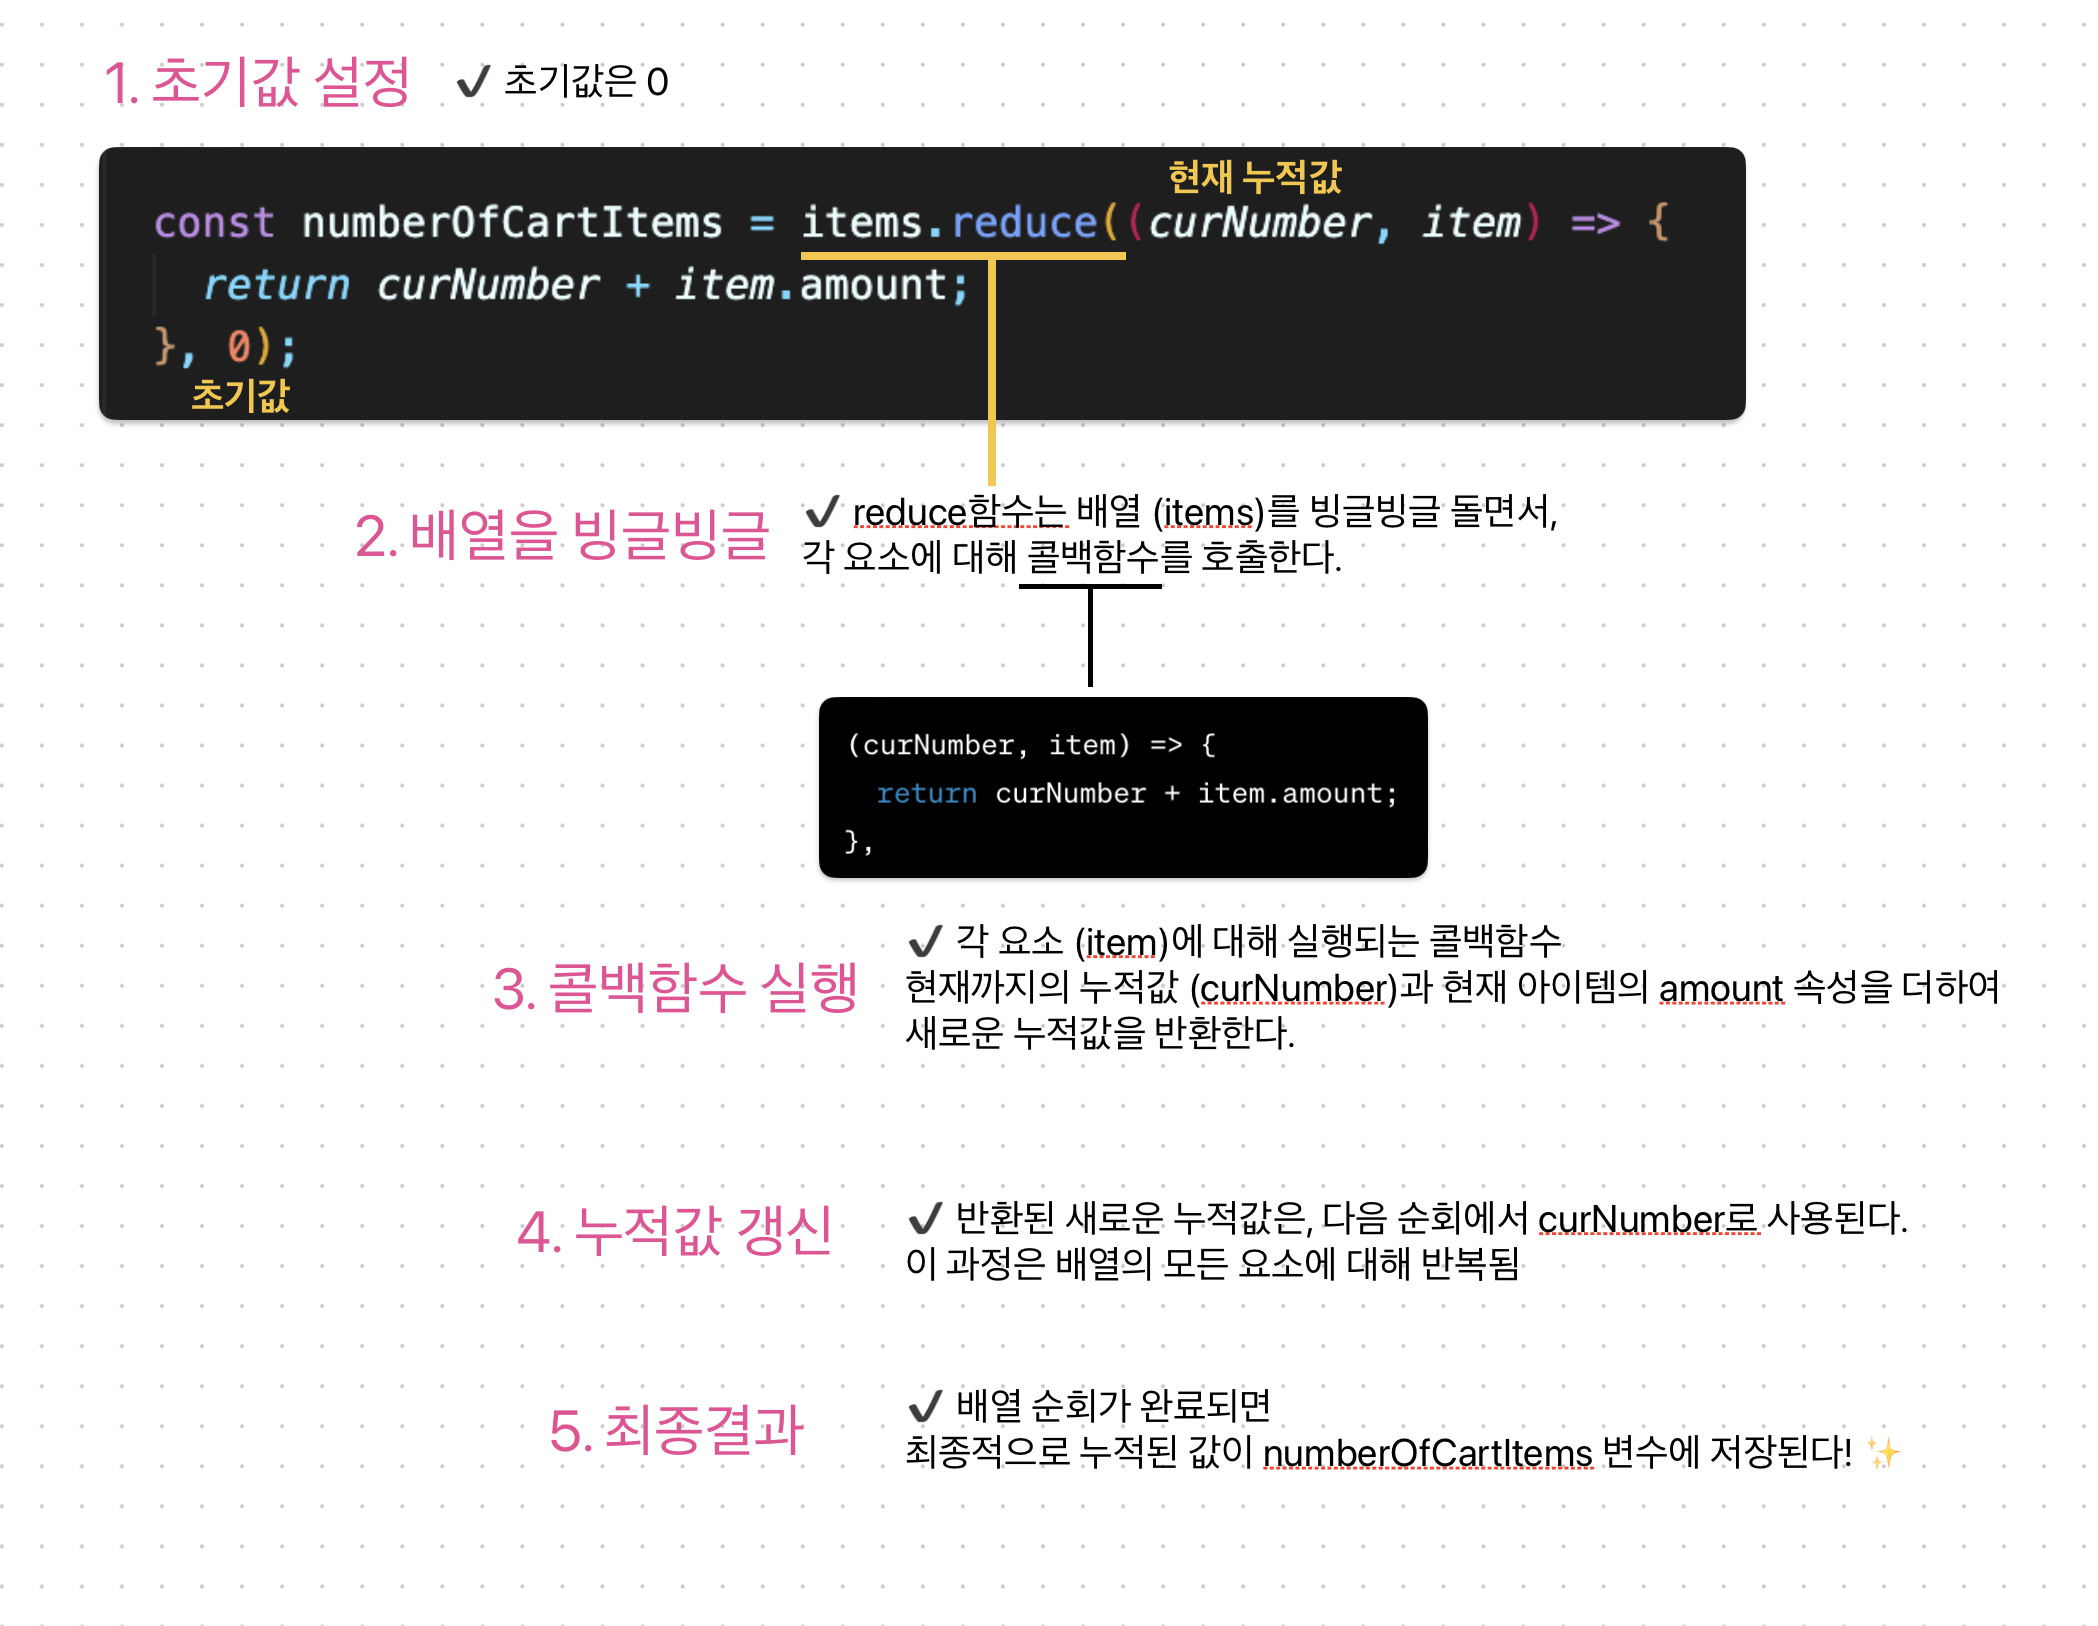 1. 초기값 설정 ✔ 초기값은 0
현재 누적값
const numberOfCartItems = items.reduce((curNumber, item) => {
return curNumber + item.amount;
}, 0);
초기값
2. 배열을 빙글빙글
✔ reduce함수는 배열 (items)를 빙글빙글 돌면서,
각 요소에 대해 콜백함수를 호출한다.
(curNumber, item) => {
return curNumber + item.amount;
},
3. 콜백함수 실행
✔ 각 요소 (item)에 대해 실행되는 콜백함수
현재까지의 누적값 (curNumber)과 현재 아이템의 amount 속성을 더하여
새로운 누적값을 반환한다.
4. 누적값 갱신
✔ 반환된 새로운 누적값은, 다음 순회에서 curNumber로 사용된다.
이 과정은 배열의 모든 요소에 대해 반복됨
5. 최종결과
✔ 배열 순회가 완료되면
최종적으로 누적된 값이 numberOfCartItems 변수에 저장된다! ✨